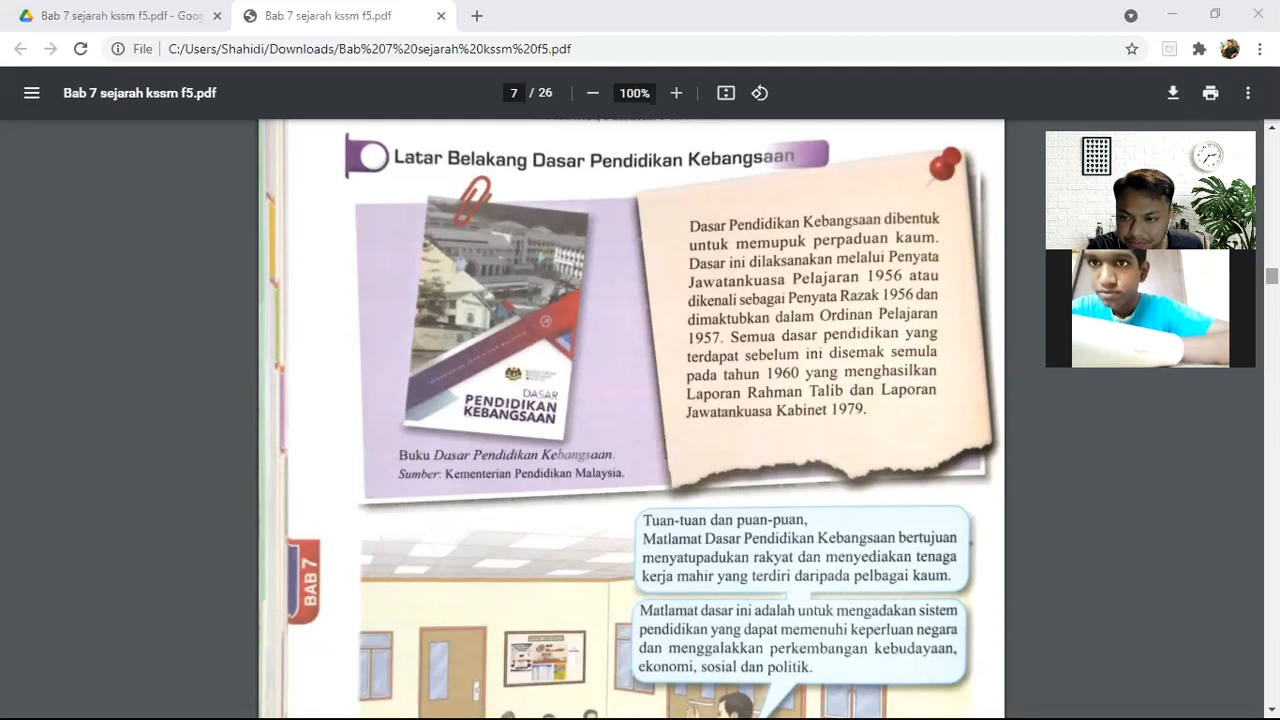 Bab 7 sejarah kssm f5.pdf - Goog
Bab 7 sejarah kssm f5.pdf
File
C:/Users/Shahidi/Downloads/Bab%207%20sejarah%20kssm%20f5.pdf
Bab 7 sejarah kssm f5.pdf
7 / 26
100%
Latar Belakang Dasar Pendidikan Kebangsaan
Dasar Pendidikan Kebangsaan dibentuk
untuk memupuk perpaduan kaum.
Dasar ini dilaksanakan melalui Penyata
Jawatankuasa Pelajaran 1956 atau
dikenali sebagai Penyata Razak 1956 dan
dimaktubkan dalam Ordinan Pelajaran
1957. Semua dasar pendidikan yang
terdapat sebelum ini disemak semula
pada tahun 1960 yang menghasilkan
Laporan Rahman Talib dan Laporan
Jawatankuasa Kabinet 1979.
DASAR
PENDIDIKAN
KEBANGSAAN
Buku Dasar Pendidikan Kebangsaan.
Sumber: Kementerian Pendidikan Malaysia.
Tuan-tuan dan puan-puan,
Matlamat Dasar Pendidikan Kebangsaan bertujuan
menyatupadukan rakyat dan menyediakan tenaga
kerja mahir yang terdiri daripada pelbagai kaum.
BAB 7
Matlamat dasar ini adalah untuk mengadakan sistem
pendidikan yang dapat memenuhi keperluan negara
dan menggalakkan perkembangan kebudayaan,
ekonomi, sosial dan politik.